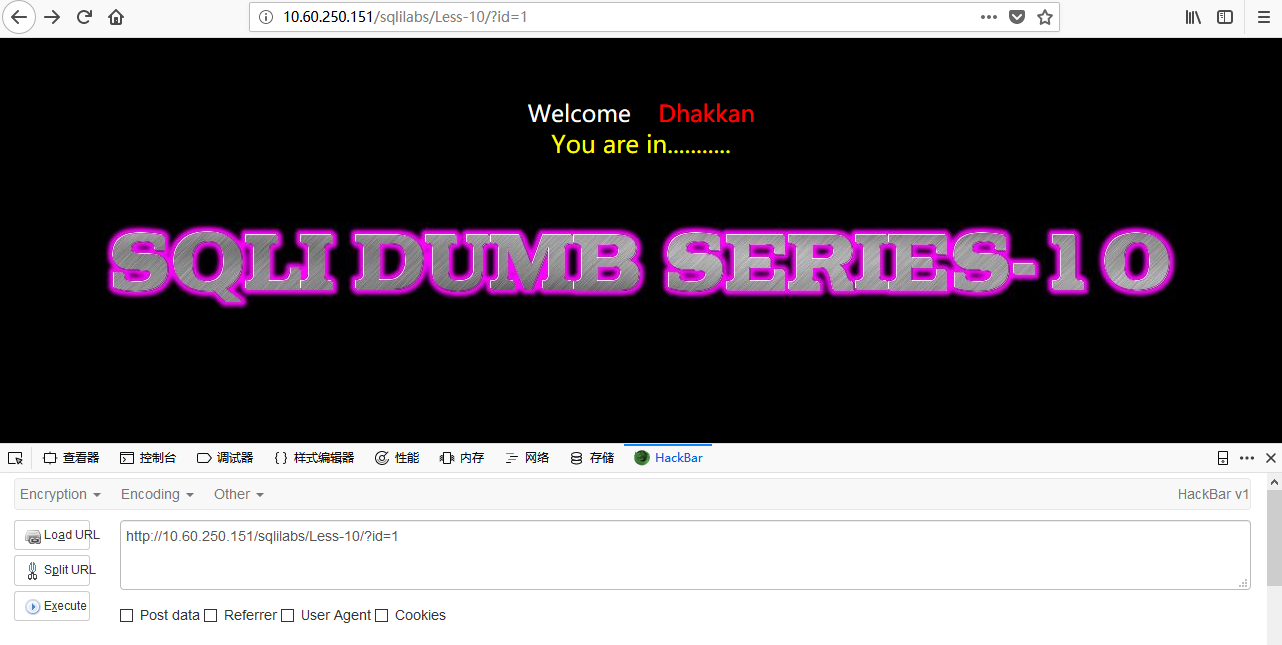 10.60.250.151/sqlilabs/Less-10/?id=1
Welcome Dhakkan
You are in...........
SQLI DUMB SERIES-10
查看器 控制台 调试器 { } 样式编辑器 性能 内存 网络 存储 HackBar
Encryption Encoding Other HackBar v1
Load URL
http://10.60.250.151/sqlilabs/Less-10/?id=1
Split URL
Execute
Post data Referrer User Agent Cookies